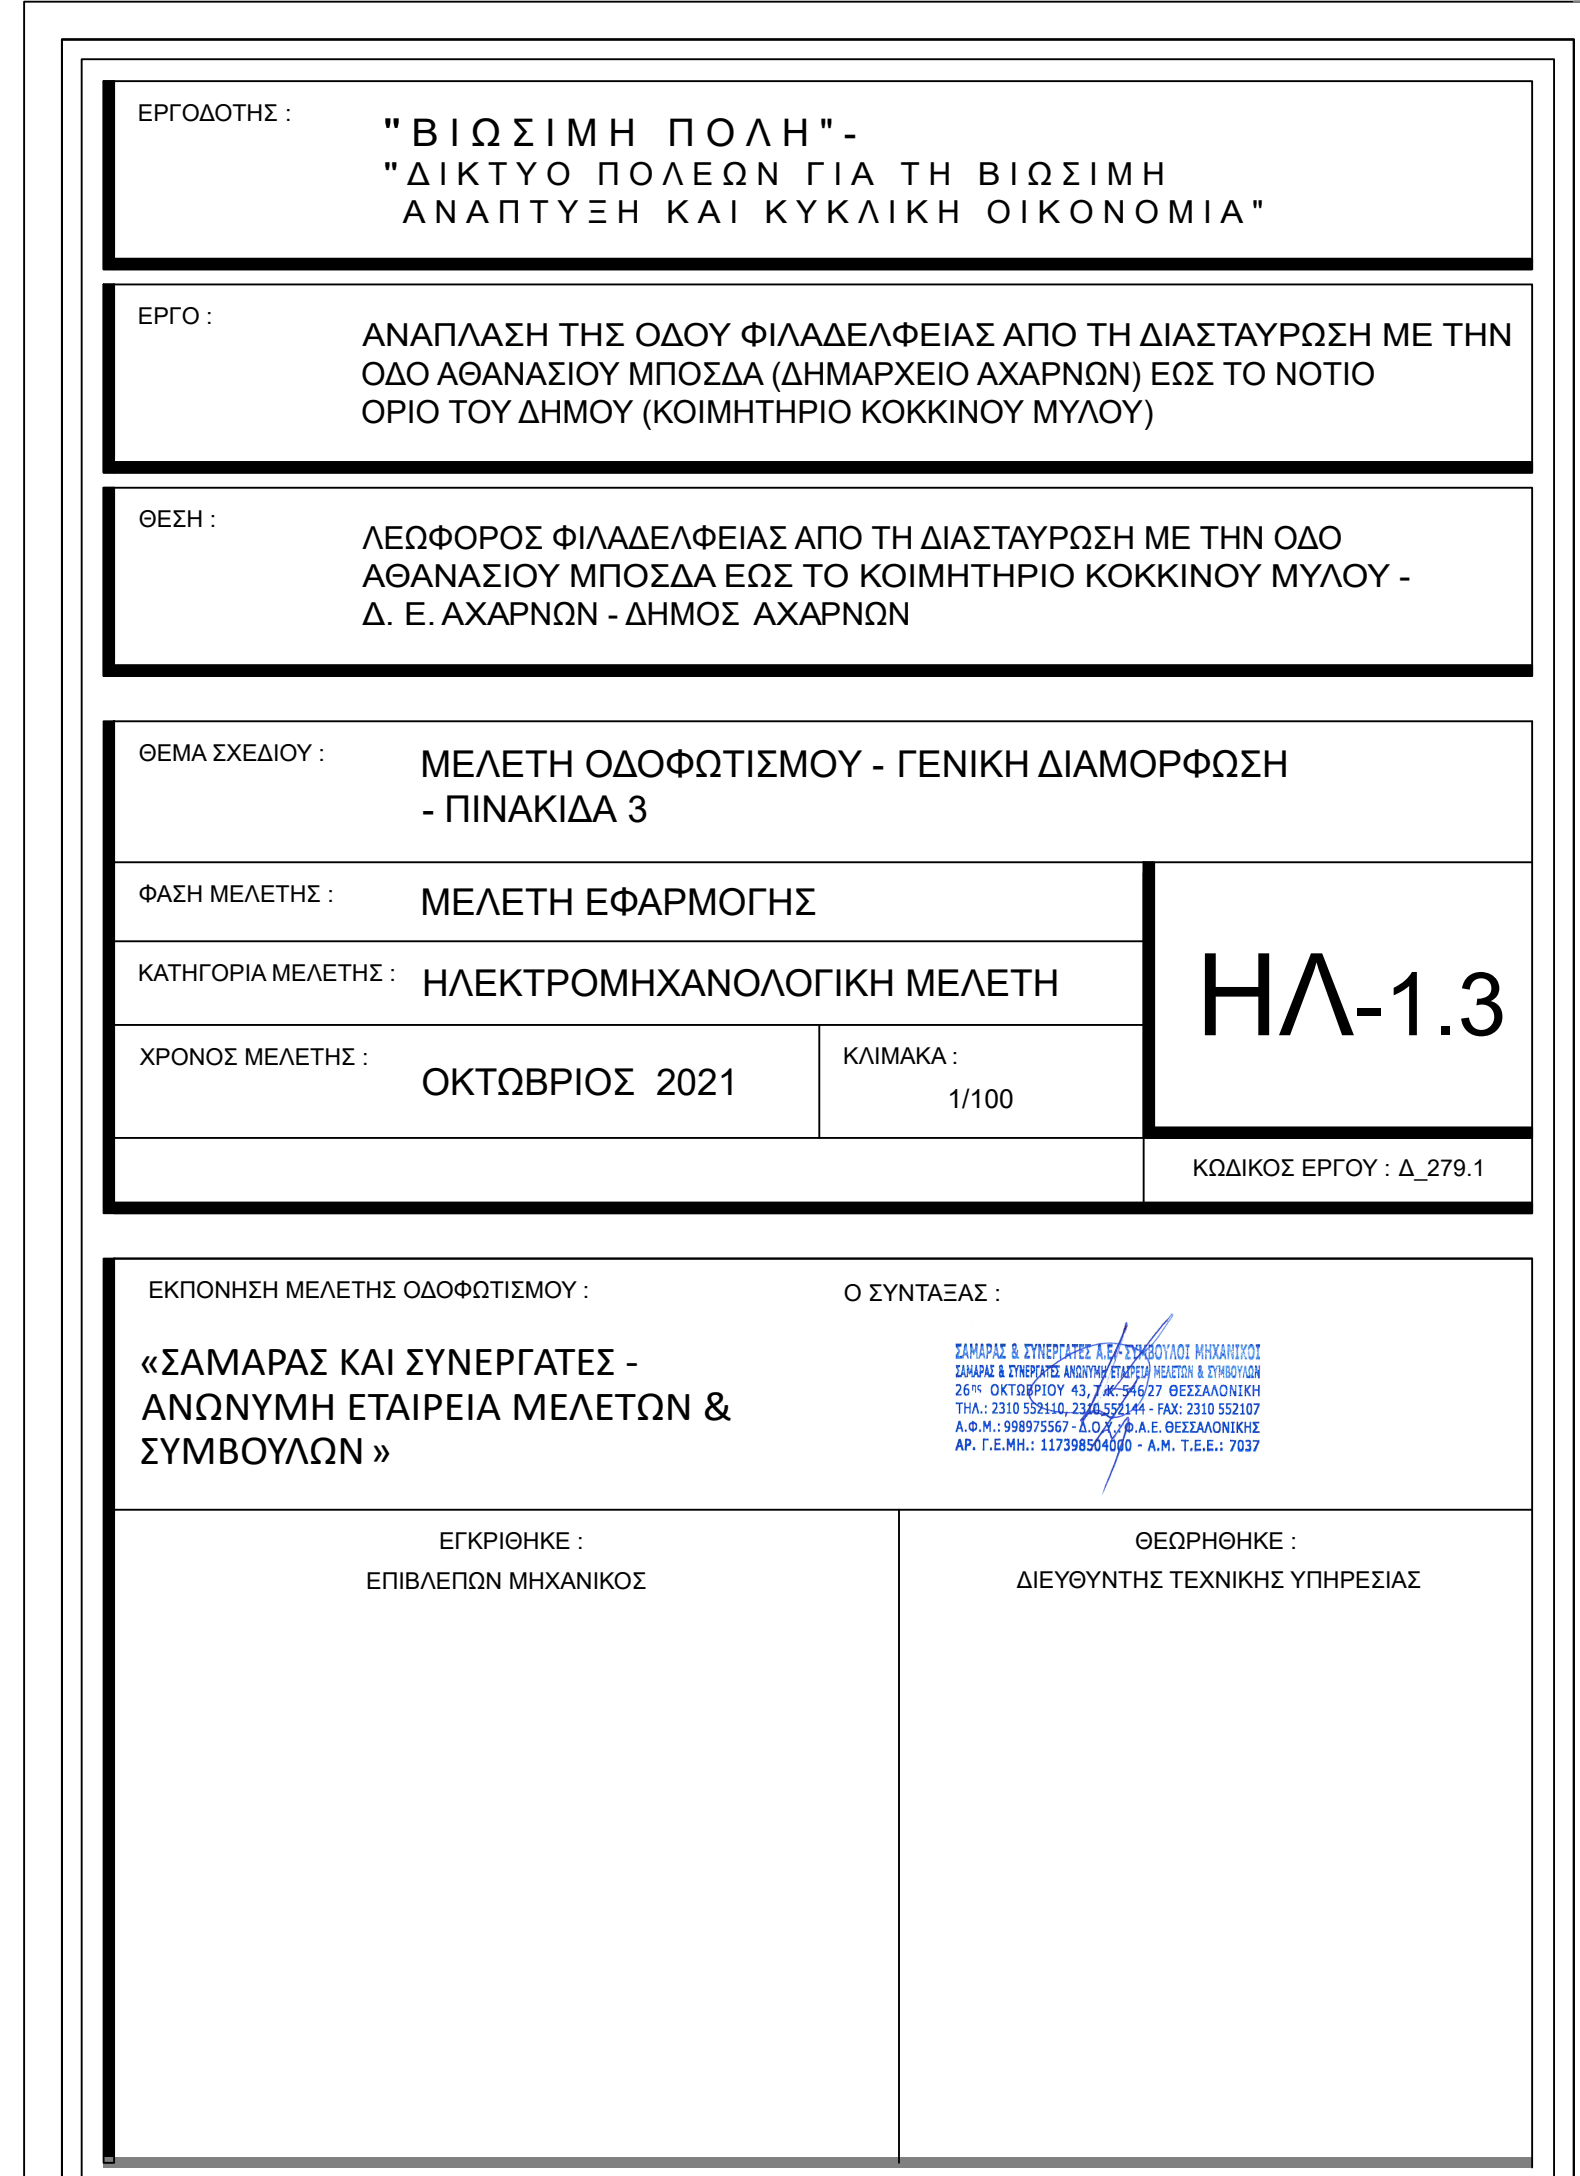 ΕΡΓΟΔΟΤΗΣ :
"ΒΙΩΣΙΜΗ ΠΟΛΗ"-
"ΔΙΚΤΥΟ ΠΟΛΕΩΝ ΓΙΑ ΤΗ ΒΙΩΣΙΜΗ
ΑΝΑΠΤΥΞΗ ΚΑΙ ΚΥΚΛΙΚΗ ΟΙΚΟΝΟΜΙΑ"
ΕΡΓΟ :
ΑΝΑΠΛΑΣΗ ΤΗΣ ΟΔΟΥ ΦΙΛΑΔΕΛΦΕΙΑΣ ΑΠΟ ΤΗ ΔΙΑΣΤΑΥΡΩΣΗ ΜΕ ΤΗΝ
ΟΔΟ ΑΘΑΝΑΣΙΟΥ ΜΠΟΣΔΑ (ΔΗΜΑΡΧΕΙΟ ΑΧΑΡΝΩΝ) ΕΩΣ ΤΟ ΝΟΤΙΟ
ΟΡΙΟ ΤΟΥ ΔΗΜΟΥ (ΚΟΙΜΗΤΗΡΙΟ ΚΟΚΚΙΝΟΥ ΜΥΛΟΥ)
ΘΕΣΗ :
ΛΕΩΦΟΡΟΣ ΦΙΛΑΔΕΛΦΕΙΑΣ ΑΠΟ ΤΗ ΔΙΑΣΤΑΥΡΩΣΗ ΜΕ ΤΗΝ ΟΔΟ
ΑΘΑΝΑΣΙΟΥ ΜΠΟΣΔΑ ΕΩΣ ΤΟ ΚΟΙΜΗΤΗΡΙΟ ΚΟΚΚΙΝΟΥ ΜΥΛΟΥ -
Δ. Ε. ΑΧΑΡΝΩΝ - ΔΗΜΟΣ ΑΧΑΡΝΩΝ
ΘΕΜΑ ΣΧΕΔΙΟΥ :
ΜΕΛΕΤΗ ΟΔΟΦΩΤΙΣΜΟΥ - ΓΕΝΙΚΗ ΔΙΑΜΟΡΦΩΣΗ
- ΠΙΝΑΚΙΔΑ 3
ΦΑΣΗ ΜΕΛΕΤΗΣ :
ΜΕΛΕΤΗ ΕΦΑΡΜΟΓΗΣ
ΚΑΤΗΓΟΡΙΑ ΜΕΛΕΤΗΣ :
ΗΛΕΚΤΡΟΜΗΧΑΝΟΛΟΓΙΚΗ ΜΕΛΕΤΗ
ΗΛ-1.3
ΧΡΟΝΟΣ ΜΕΛΕΤΗΣ :
ΟΚΤΩΒΡΙΟΣ 2021
ΚΛΙΜΑΚΑ :
1/100
ΚΩΔΙΚΟΣ ΕΡΓΟΥ : Δ_279.1
ΕΚΠΟΝΗΣΗ ΜΕΛΕΤΗΣ ΟΔΟΦΩΤΙΣΜΟΥ :
«ΣΑΜΑΡΑΣ ΚΑΙ ΣΥΝΕΡΓΑΤΕΣ -
ΑΝΩΝΥΜΗ ΕΤΑΙΡΕΙΑ ΜΕΛΕΤΩΝ &
ΣΥΜΒΟΥΛΩΝ »
Ο ΣΥΝΤΑΞΑΣ :
ΣΑΜΑΡΑΣ & ΣΥΝΕΡΓΑΤΕΣ Α.Ε.- ΣΥΜΒΟΥΛΟΙ ΜΗΧΑΝΙΚΟΙ
ΣΑΜΑΡΑΣ & ΣΥΝΕΡΓΑΤΕΣ ΑΝΩΝΥΜΗ ΕΤΑΙΡΕΙΑ ΜΕΛΕΤΩΝ & ΣΥΜΒΟΥΛΩΝ
26ης ΟΚΤΩΒΡΙΟΥ 43, Τ.Κ. 54627 ΘΕΣΣΑΛΟΝΙΚΗ
ΤΗΛ.: 2310 552110, 2310 552144 - FAX: 2310 552107
Α.Φ.Μ.: 998975567 - Δ.Ο.Υ.: Φ.Α.Ε. ΘΕΣΣΑΛΟΝΙΚΗΣ
ΑΡ. Γ.Ε.ΜΗ.: 117398504000 - Α.Μ. Τ.Ε.Ε.: 7037
ΕΓΚΡΙΘΗΚΕ :
ΕΠΙΒΛΕΠΩΝ ΜΗΧΑΝΙΚΟΣ
ΘΕΩΡΗΘΗΚΕ :
ΔΙΕΥΘΥΝΤΗΣ ΤΕΧΝΙΚΗΣ ΥΠΗΡΕΣΙΑΣ